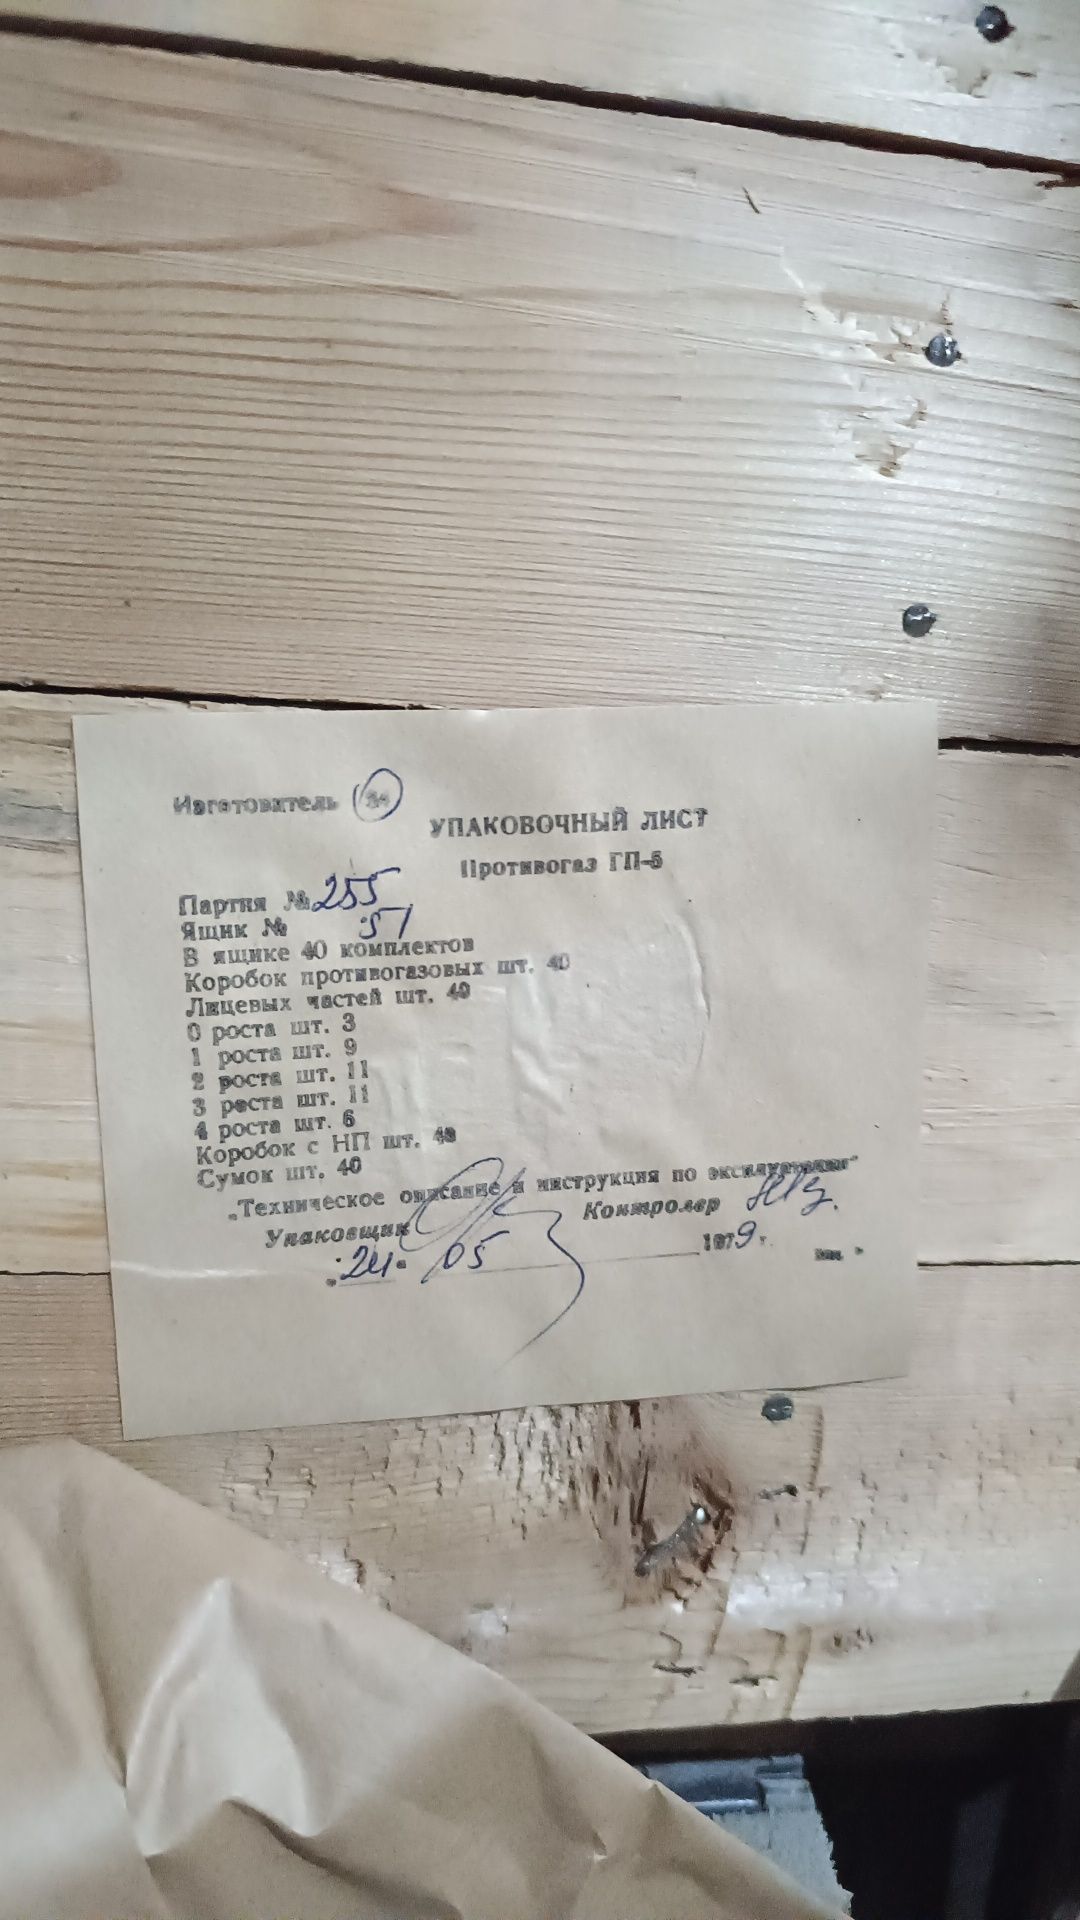 Изготовитель
УПАКОВОЧНЫЙ ЛИСТ
Противогаз ГП-5
Партия № 255
Ящик № 51
В ящике 40 комплектов
Коробок противогазовых шт. 40
Лицевых частей шт. 40
0 роста шт. 3
1 роста шт. 9
2 роста шт. 11
3 роста шт. 11
4 роста шт. 6
Коробок с НП шт. 40
Сумок шт. 40
„Техническое описание и инструкция по эксплуатации"
Упаковщик Контролер
„24" 05 1979 г.